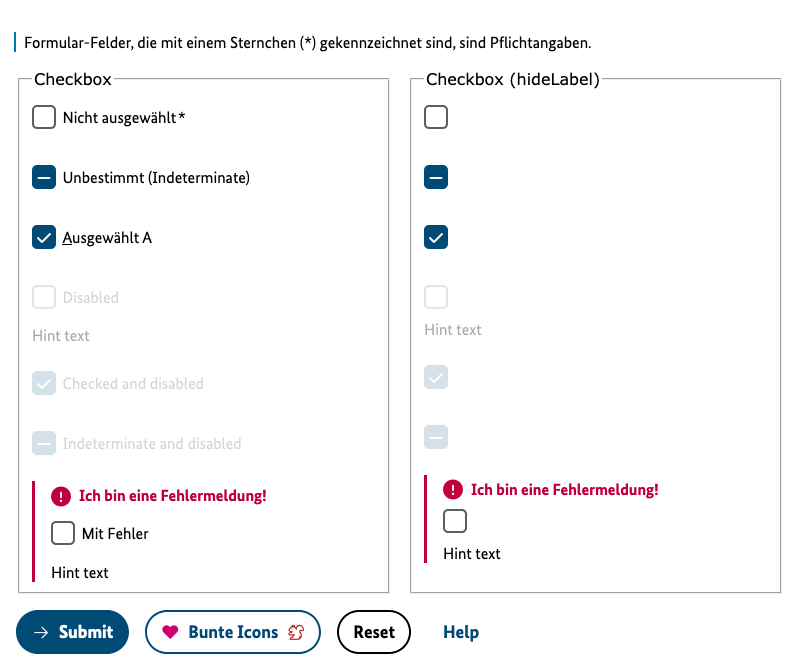 Formular-Felder, die mit einem Sternchen (*) gekennzeichnet sind, sind Pflichtangaben.
Checkbox
Nicht ausgewählt*
Unbestimmt (Indeterminate)
Ausgewählt A
Disabled
Hint text
Checked and disabled
Indeterminate and disabled
Ich bin eine Fehlermeldung!
Mit Fehler
Hint text
Checkbox (hideLabel)
Hint text
Ich bin eine Fehlermeldung!
Hint text
Submit
Bunte Icons
Reset
Help